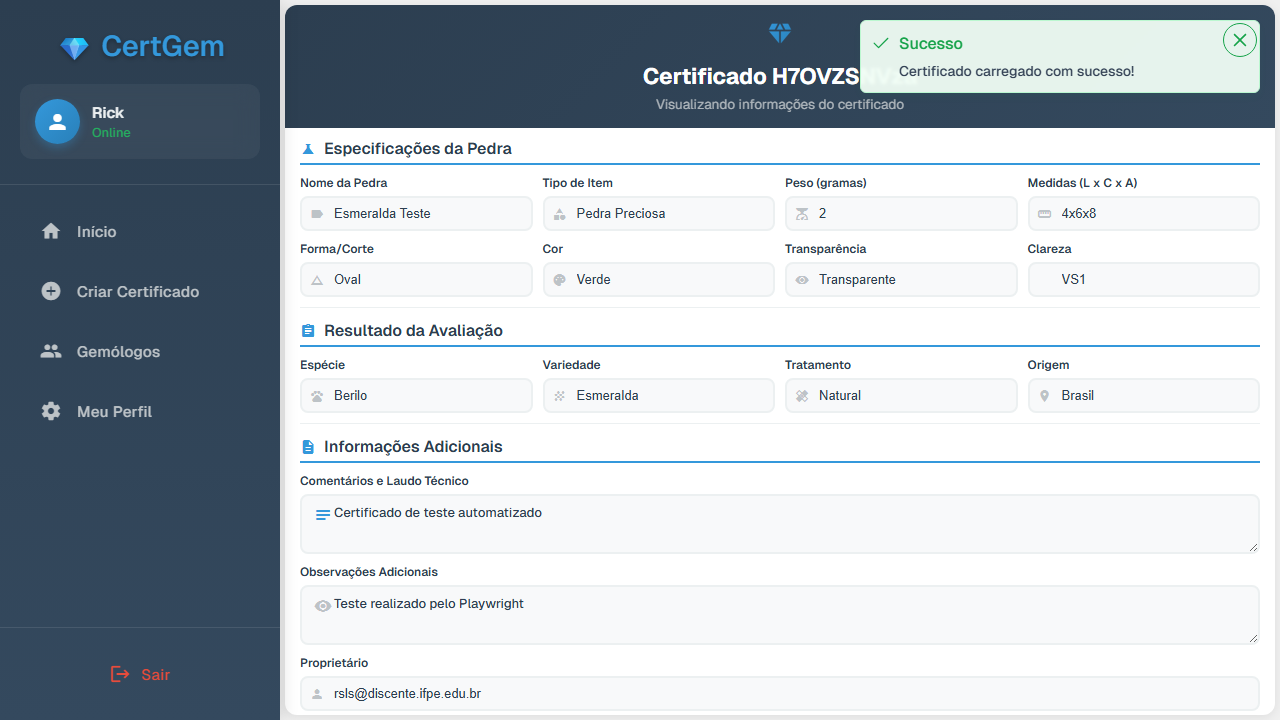 CertGem
Rick
Online
Início
Criar Certificado
Gemólogos
Meu Perfil
Sair
Sucesso
Certificado carregado com sucesso!
Certificado
Visualizando informações do certificado
Especificações da Pedra
Nome da Pedra
Tipo de Item
Peso (gramas)
Medidas (L x C x A)
Esmeralda Teste
Pedra Preciosa
2
4x6x8
Forma/Corte
Cor
Transparência
Clareza
Oval
Verde
Transparente
VS1
Resultado da Avaliação
Espécie
Variedade
Tratamento
Origem
Berilo
Esmeralda
Natural
Brasil
Informações Adicionais
Comentários e Laudo Técnico
Certificado de teste automatizado
Observações Adicionais
Teste realizado pelo Playwright
Proprietário
rsls@discente.ifpe.edu.br